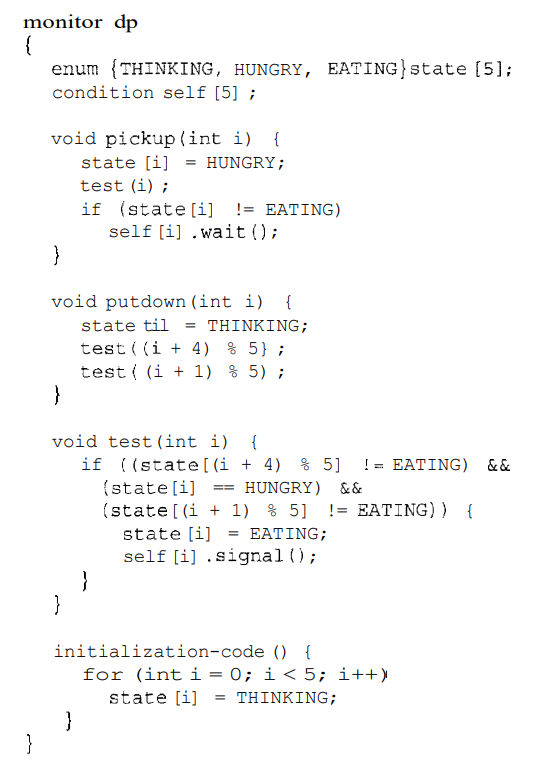 monitor dp
{
enum {THINKING, HUNGRY, EATING}state [5];
condition self [5] ;
void pickup(int i) {
state [i] = HUNGRY;
test (i) ;
if (state [i] != EATING)
self [i] .wait();
}
void putdown(int i) {
state til = THINKING;
test((i + 4) % 5} ;
test( (i + 1) % 5) ;
}
void test(int i) {
if ((state[(i + 4) % 5] != EATING) &&
(state[i] == HUNGRY) &&
(state[(i + 1) % 5] != EATING)) {
state [i] = EATING;
self [i] .signal();
}
}
initialization-code () {
for (int i = 0; i < 5; i++)
state [i] = THINKING;
}
}